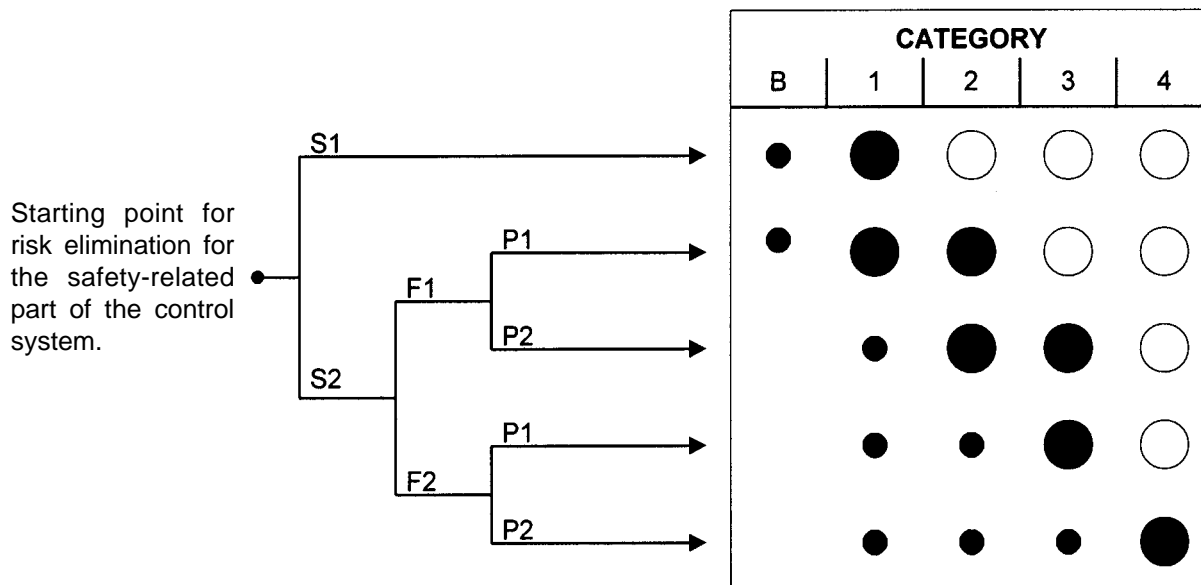 CATEGORY
B 1 2 3 4
S1
Starting point for
risk elimination for
the safety-related
part of the control
system.
P1
F1
P2
S2
P1
F2
P2